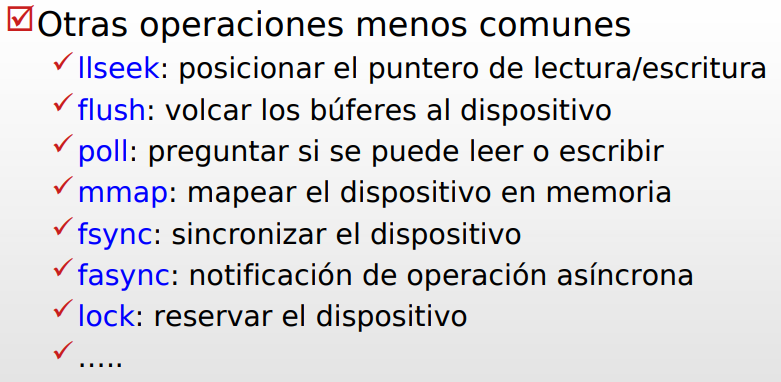 Otras operaciones menos comunes
llseek: posicionar el puntero de lectura/escritura
flush: volcar los búferes al dispositivo
poll: preguntar si se puede leer o escribir
mmap: mapear el dispositivo en memoria
fsync: sincronizar el dispositivo
fasync: notificación de operación asíncrona
lock: reservar el dispositivo
.....